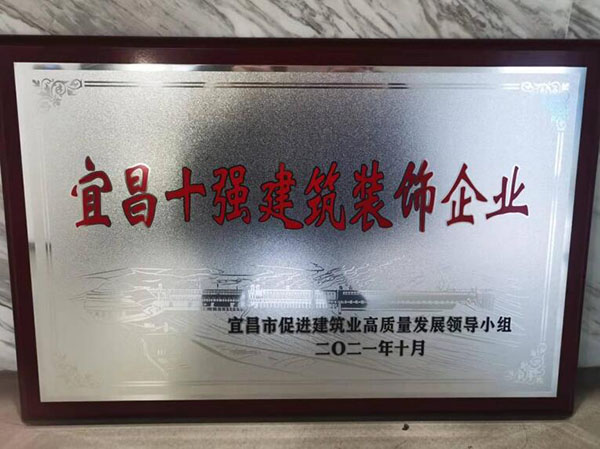 宜昌十强建筑装饰企业
宜昌市促进建筑业高质量发展领导小组
二〇二一年十月